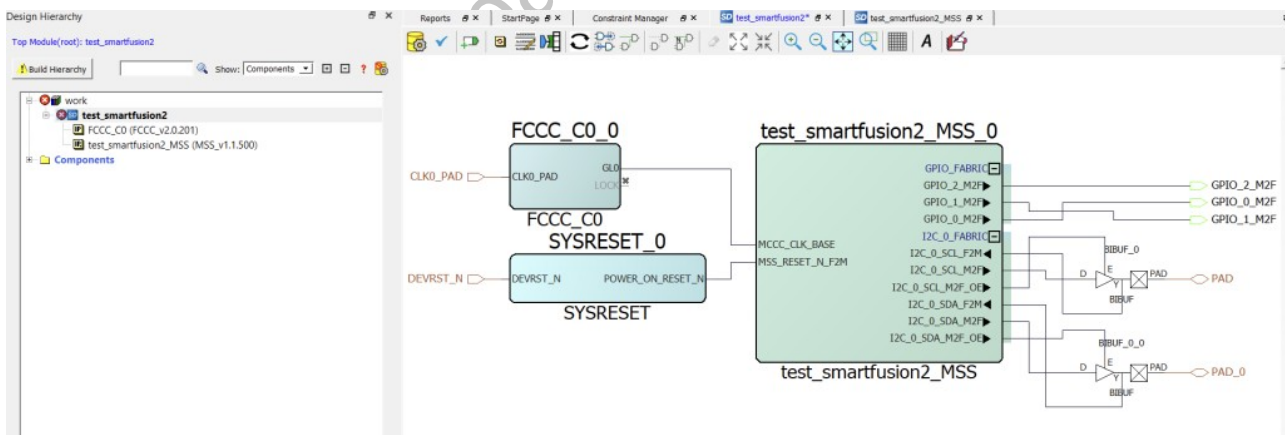 Design Hierarchy
Reports
StartPage
Constraint Manager
test_smartfusion2*
test_smartfusion2_MSS
Top Module(root): test_smartfusion2
Build Hierarchy
Show: Components
work
test_smartfusion2
FCCC_C0 (FCCC_v2.0.201)
test_smartfusion2_MSS (MSS_v1.1.500)
Components
FCCC_C0_0
CLK0_PAD
CLK0_PAD
GL0
LOCK
FCCC_C0
SYSRESET_0
DEVRST_N
DEVRST_N
POWER_ON_RESET_N
SYSRESET
test_smartfusion2_MSS_0
MCCC_CLK_BASE
MSS_RESET_N_F2M
GPIO_FABRIC
GPIO_2_M2F
GPIO_1_M2F
GPIO_0_M2F
I2C_0_FABRIC
I2C_0_SCL_F2M
I2C_0_SCL_M2F
I2C_0_SCL_M2F_OE
I2C_0_SDA_F2M
I2C_0_SDA_M2F
I2C_0_SDA_M2F_OE
test_smartfusion2_MSS
GPIO_2_M2F
GPIO_0_M2F
GPIO_1_M2F
BIBUF_0
D
E
Y
PAD
BIBUF
PAD
BIBUF_0_0
D
E
Y
PAD
BIBUF
PAD_0